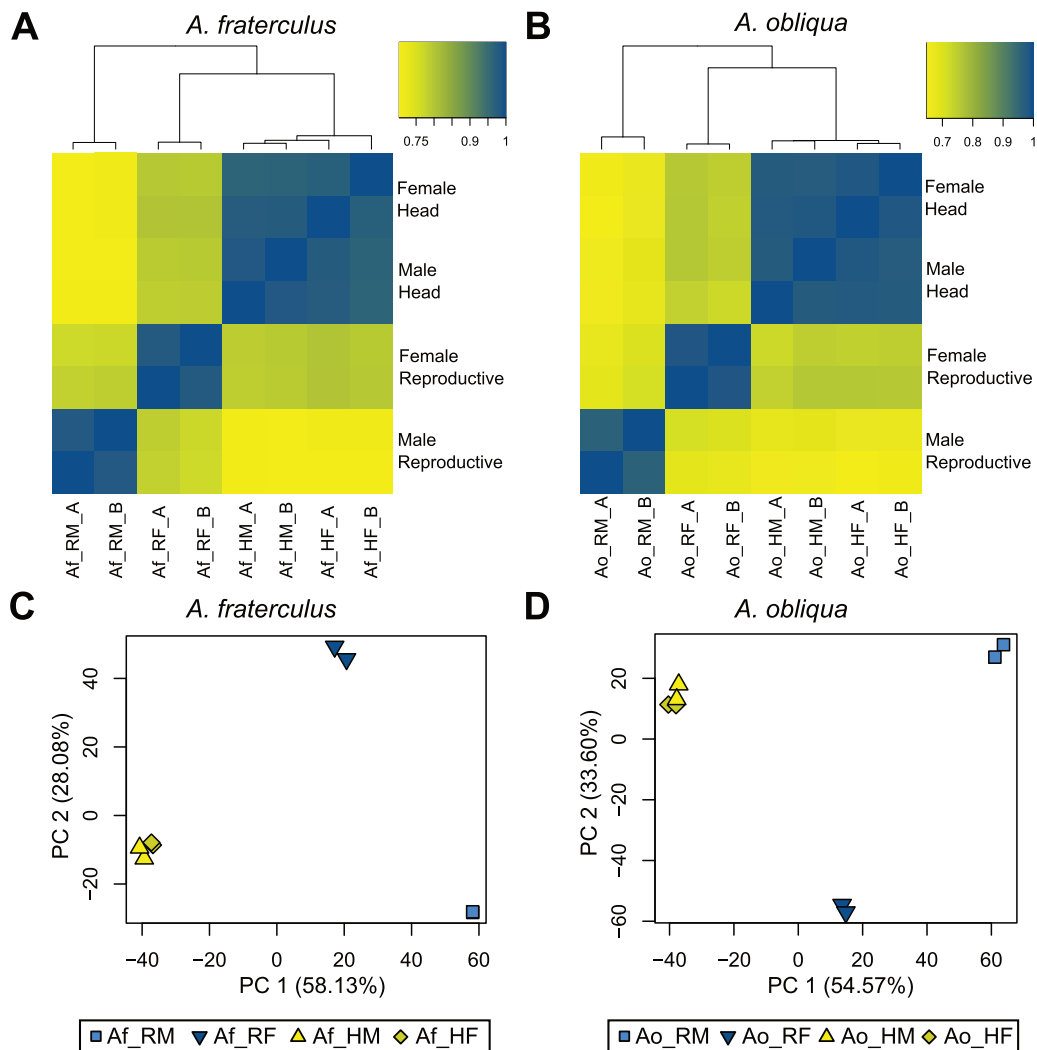 A
A. fraterculus
0.75
0.9
1
Female
Head
Male
Head
Female
Reproductive
Male
Reproductive
Af_RM_A
Af_RM_B
Af_RF_A
Af_RF_B
Af_HM_A
Af_HM_B
Af_HF_A
Af_HF_B
B
A. obliqua
0.7
0.8
0.9
1
Female
Head
Male
Head
Female
Reproductive
Male
Reproductive
Ao_RM_A
Ao_RM_B
Ao_RF_A
Ao_RF_B
Ao_HM_A
Ao_HM_B
Ao_HF_A
Ao_HF_B
C
A. fraterculus
PC 2 (28.08%)
40
20
0
−20
−40
−20
0
20
40
60
PC 1 (58.13%)
Af_RM
Af_RF
Af_HM
Af_HF
D
A. obliqua
PC 2 (33.60%)
20
0
−20
−40
−60
−40
−20
0
20
40
60
PC 1 (54.57%)
Ao_RM
Ao_RF
Ao_HM
Ao_HF